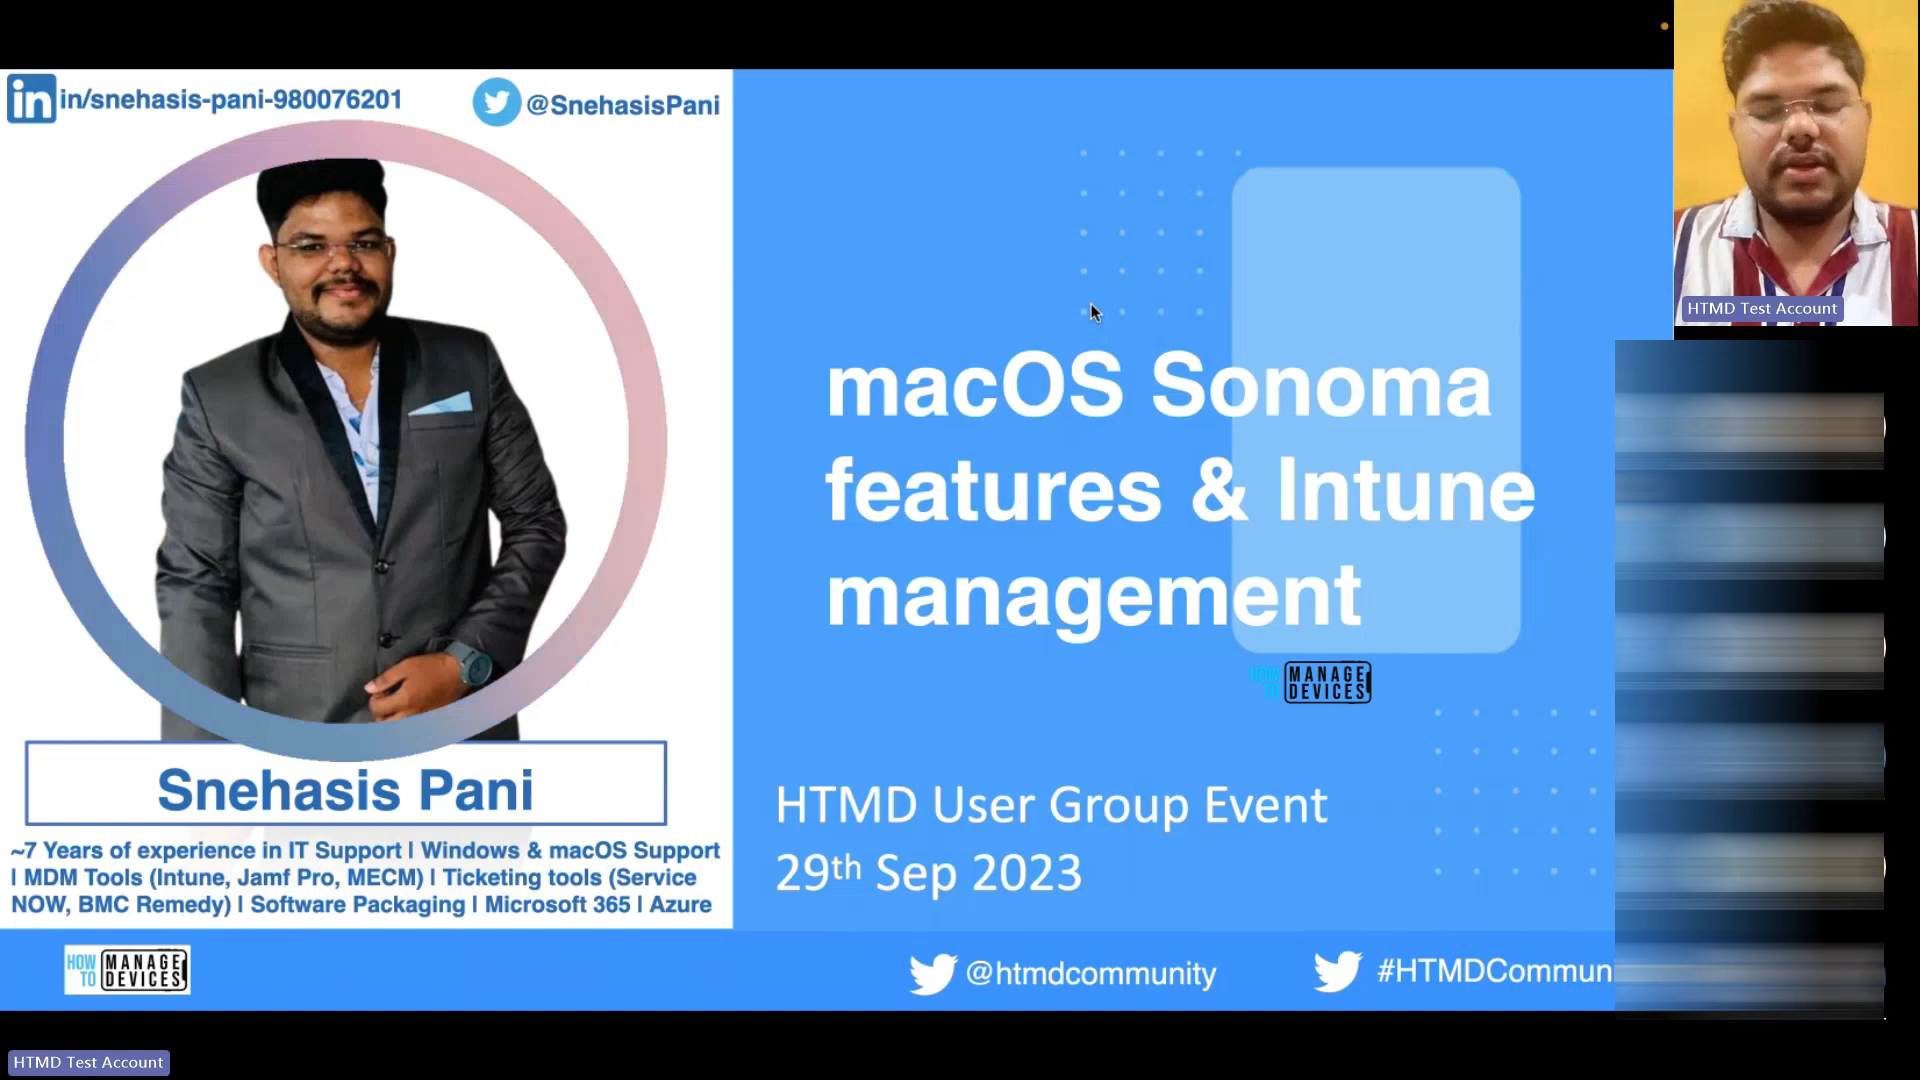 in/snehasis-pani-980076201
@SnehasisPani
Snehasis Pani
~7 Years of experience in IT Support | Windows & macOS Support
| MDM Tools (Intune, Jamf Pro, MECM) | Ticketing tools (Service
NOW, BMC Remedy) | Software Packaging | Microsoft 365 | Azure
macOS Sonoma
features & Intune
management
HOW TO MANAGE DEVICES
HTMD User Group Event
29th Sep 2023
HOW TO MANAGE DEVICES
@htmdcommunity
#HTMDCommun
HTMD Test Account
HTMD Test Account